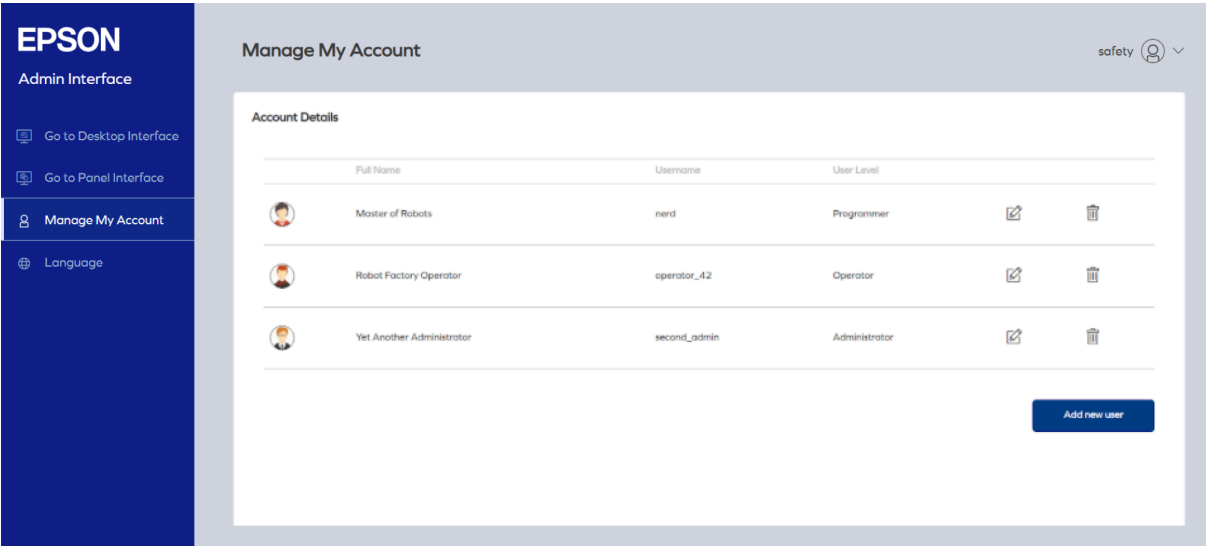 EPSON
Admin Interface
Go to Desktop Interface
Go to Panel Interface
Manage My Account
Language
Manage My Account
safety
Account Details
Full Name Username User Level
Master of Robots nerd Programmer
Robot Factory Operator operator_42 Operator
Yet Another Administrator second_admin Administrator
Add new user